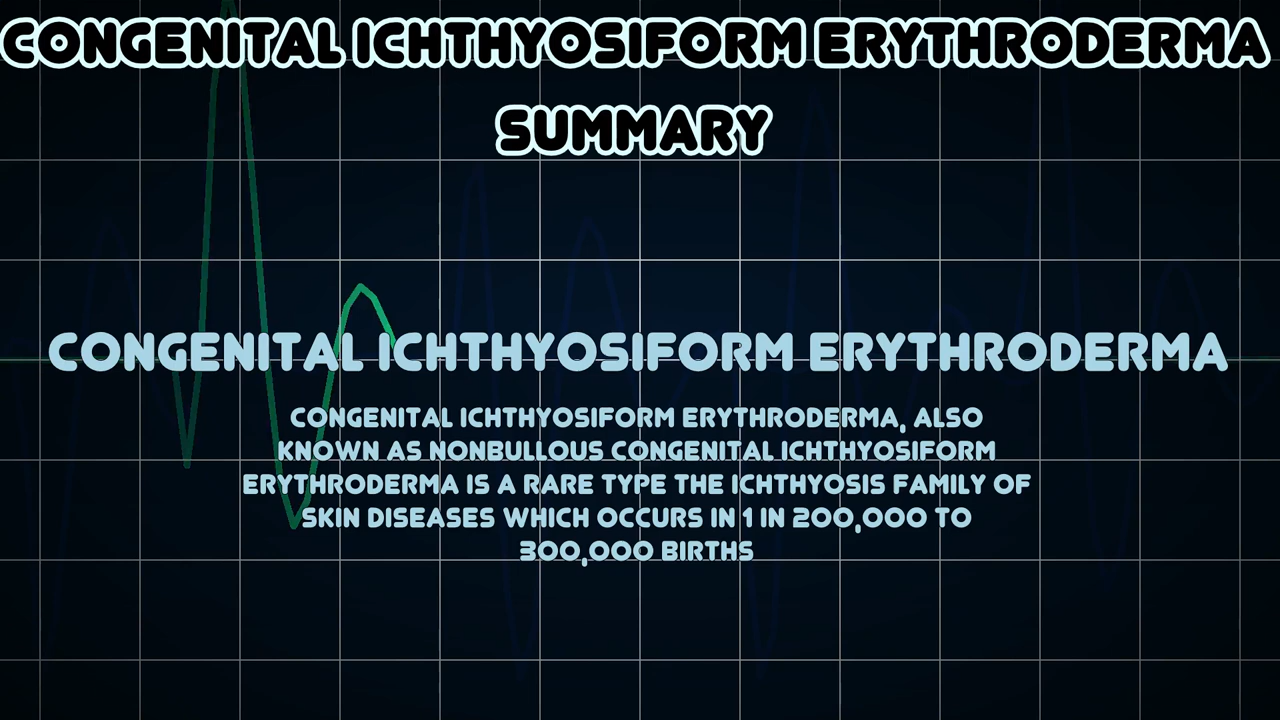 CONGENITAL ICHTHYOSIFORM ERYTHRODERMA
SUMMARY
CONGENITAL ICHTHYOSIFORM ERYTHRODERMA
CONGENITAL ICHTHYOSIFORM ERYTHRODERMA, ALSO
KNOWN AS NONBULLOUS CONGENITAL ICHTHYOSIFORM
ERYTHRODERMA IS A RARE TYPE THE ICHTHYOSIS FAMILY OF
SKIN DISEASES WHICH OCCURS IN 1 IN 200,000 TO
300,000 BIRTHS